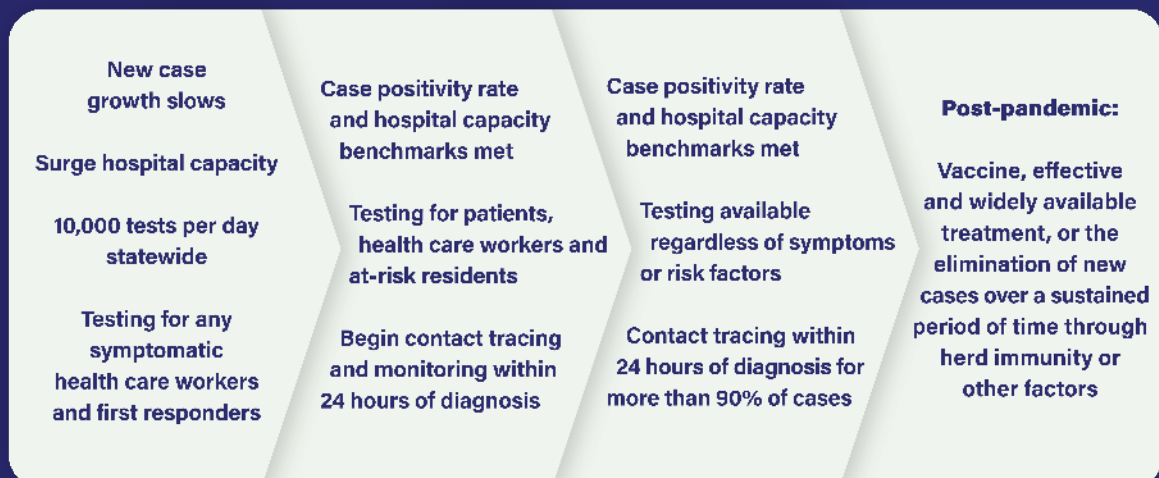 New case
growth slows
Surge hospital capacity
10,000 tests per day
statewide
Testing for any
symptomatic
health care workers
and first responders
Case positivity rate
and hospital capacity
benchmarks met
Testing for patients,
health care workers and
at-risk residents
Begin contact tracing
and monitoring within
24 hours of diagnosis
Case positivity rate
and hospital capacity
benchmarks met
Testing available
regardless of symptoms
or risk factors
Contact tracing within
24 hours of diagnosis for
more than 90% of cases
Post-pandemic:
Vaccine, effective
and widely available
treatment, or the
elimination of new
cases over a sustained
period of time through
herd immunity or
other factors